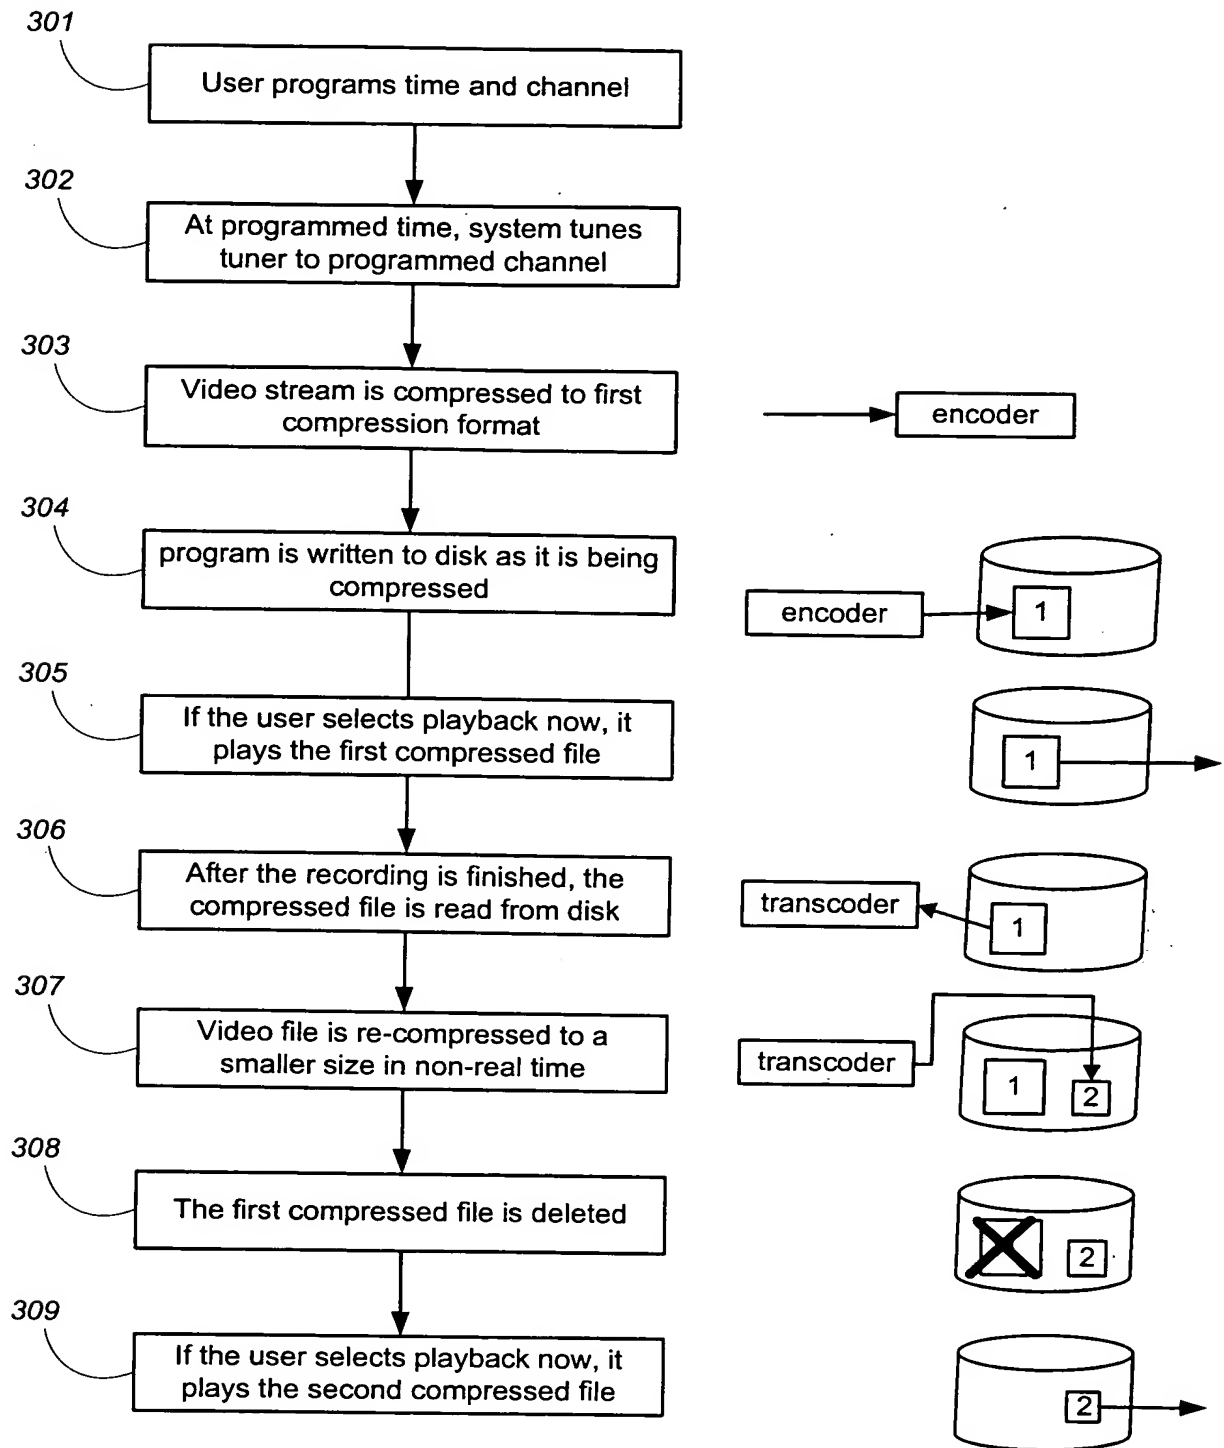 301
User programs time and channel
302
At programmed time, system tunes
tuner to programmed channel
303
Video stream is compressed to first
compression format
encoder
304
program is written to disk as it is being
compressed
encoder
1
305
If the user selects playback now, it
plays the first compressed file
1
306
After the recording is finished, the
compressed file is read from disk
transcoder
1
307
Video file is re-compressed to a
smaller size in non-real time
transcoder
1
2
308
The first compressed file is deleted
2
309
If the user selects playback now, it
plays the second compressed file
2